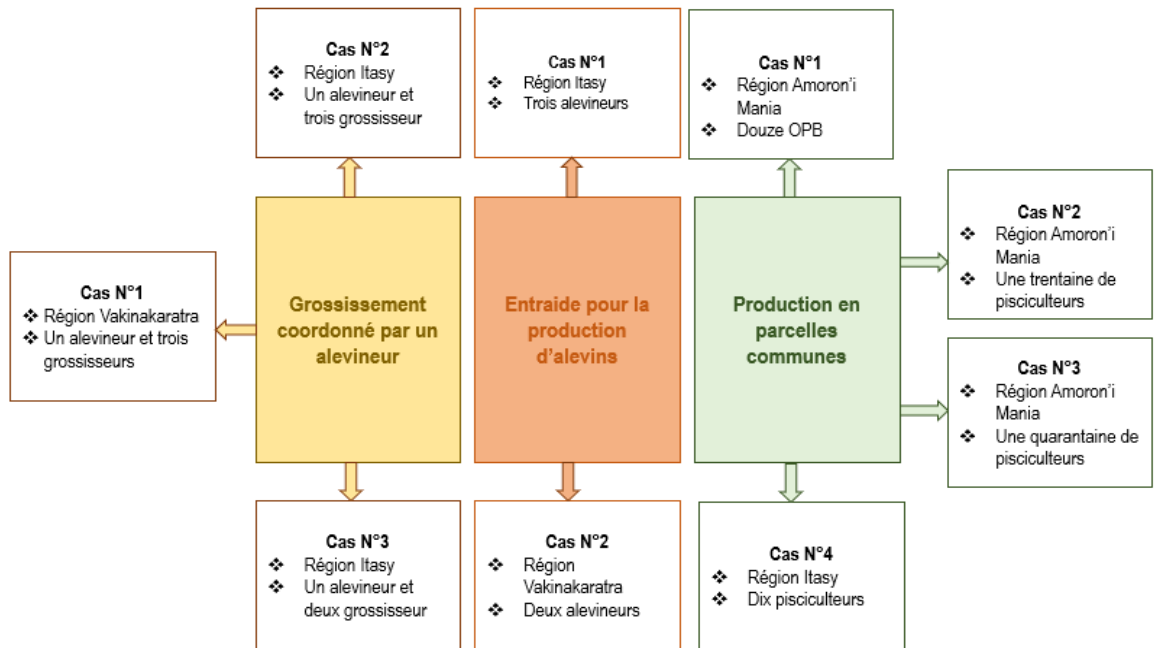 Cas N°2
❖ Région Itasy
❖ Un alevineur et
trois grossisseur
Cas N°1
❖ Région Itasy
❖ Trois alevineurs
Cas N°1
❖ Région Amoron’i
Mania
❖ Douze OPB
Cas N°1
❖ Région Vakinakaratra
❖ Un alevineur et trois
grossisseurs
Grossissement
coordonné par un
alevineur
Entraide pour la
production
d’alevins
Production en
parcelles
communes
Cas N°2
❖ Région Amoron’i
Mania
❖ Une trentaine de
pisciculteurs
Cas N°3
❖ Région Amoron’i
Mania
❖ Une quarantaine de
pisciculteurs
Cas N°3
❖ Région Itasy
❖ Un alevineur et
deux grossisseur
Cas N°2
❖ Région
Vakinakaratra
❖ Deux alevineurs
Cas N°4
❖ Région Itasy
❖ Dix pisciculteurs